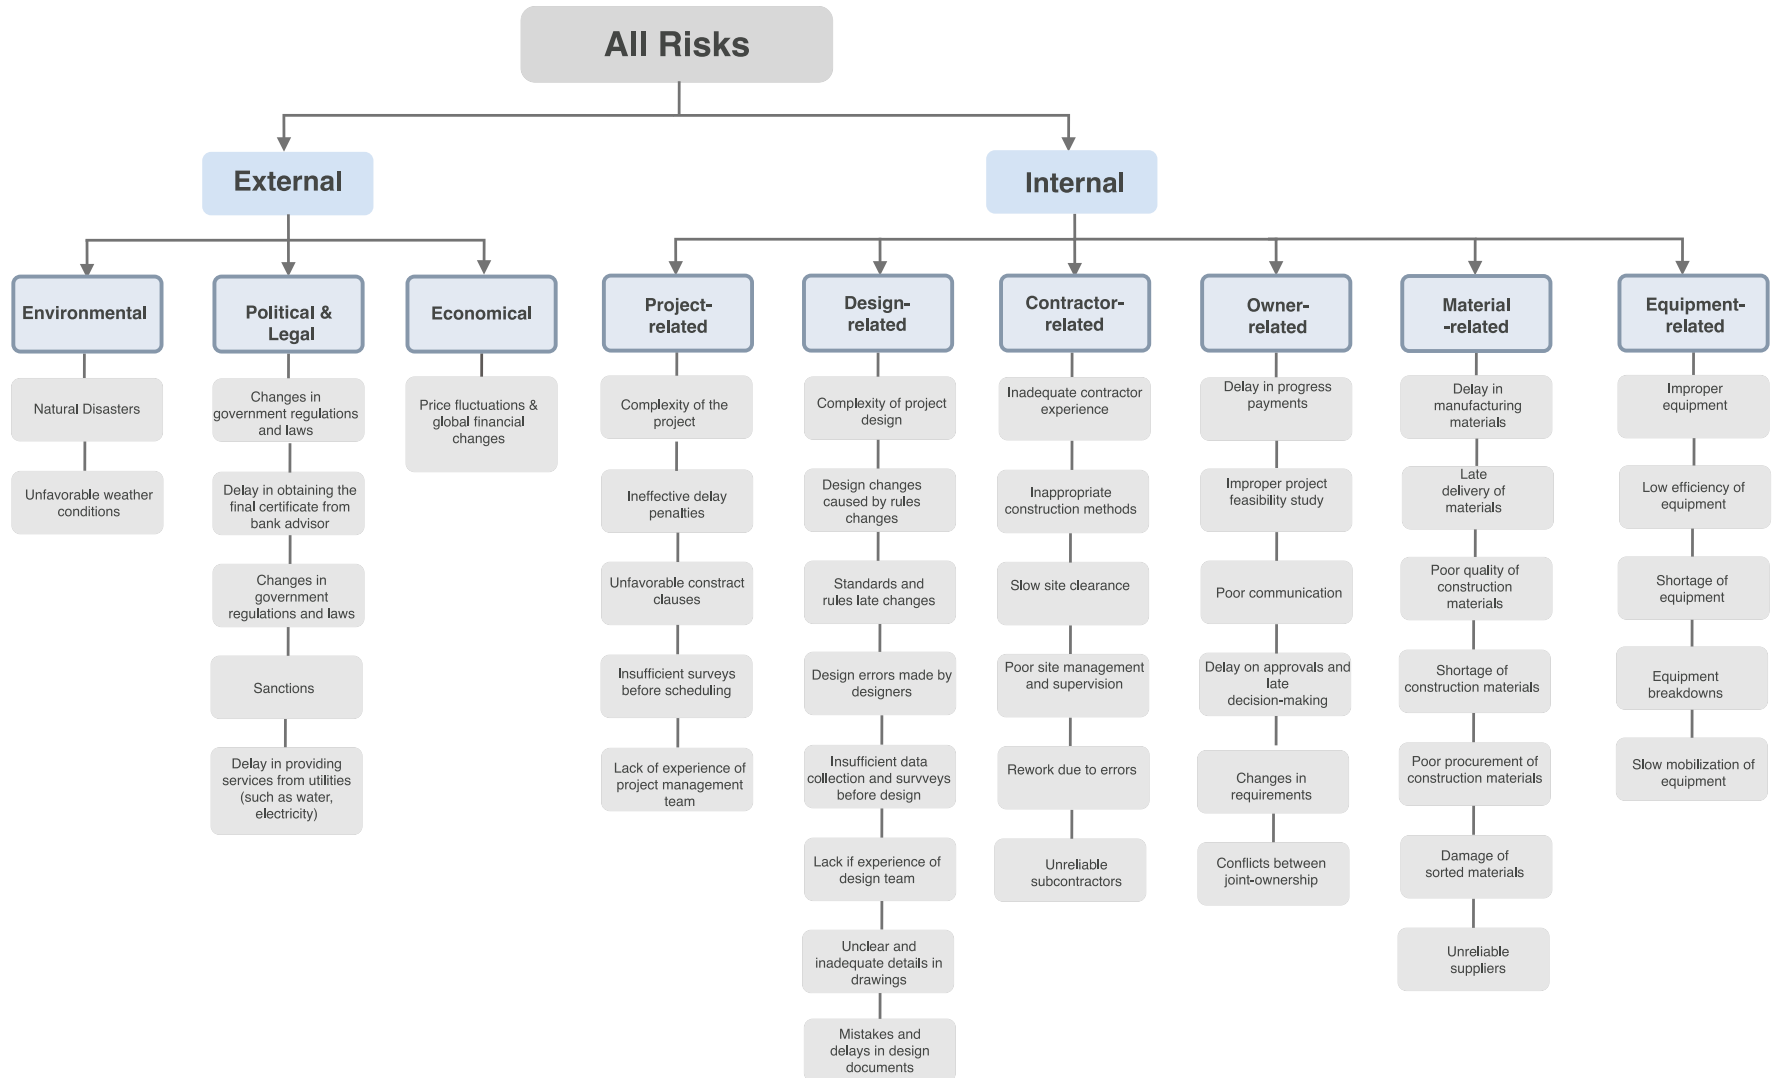 All Risks
External
Internal
Environmental
Political &
Legal
Economical
Project-
related
Design-
related
Contractor-
related
Owner-
related
Material
-related
Equipment-
related
Natural Disasters
Unfavorable weather
conditions
Changes in
government regulations
and laws
Delay in obtaining the
final certificate from
bank advisor
Changes in
government
regulations and laws
Sanctions
Delay in providing
services from utilities
(such as water,
electricity)
Price fluctuations &
global financial
changes
Complexity of the
project
Ineffective delay
penalties
Unfavorable constract
clauses
Insufficient surveys
before scheduling
Lack of experience of
project management
team
Complexity of project
design
Design changes
caused by rules
changes
Standards and
rules late changes
Design errors made by
designers
Insufficient data
collection and survveys
before design
Lack if experience of
design team
Unclear and
inadequate details in
drawings
Mistakes and
delays in design
documents
Inadequate contractor
experience
Inappropriate
construction methods
Slow site clearance
Poor site management
and supervision
Rework due to errors
Unreliable
subcontractors
Delay in progress
payments
Improper project
feasibility study
Poor communication
Delay on approvals and
late
decision-making
Changes in
requirements
Conflicts between
joint-ownership
Delay in
manufacturing
materials
Late
delivery of
materials
Poor quality of
construction
materials
Shortage of
construction materials
Poor procurement of
construction materials
Damage of
sorted materials
Unreliable
suppliers
Improper
equipment
Low efficiency of
equipment
Shortage of
equipment
Equipment
breakdowns
Slow mobilization of
equipment